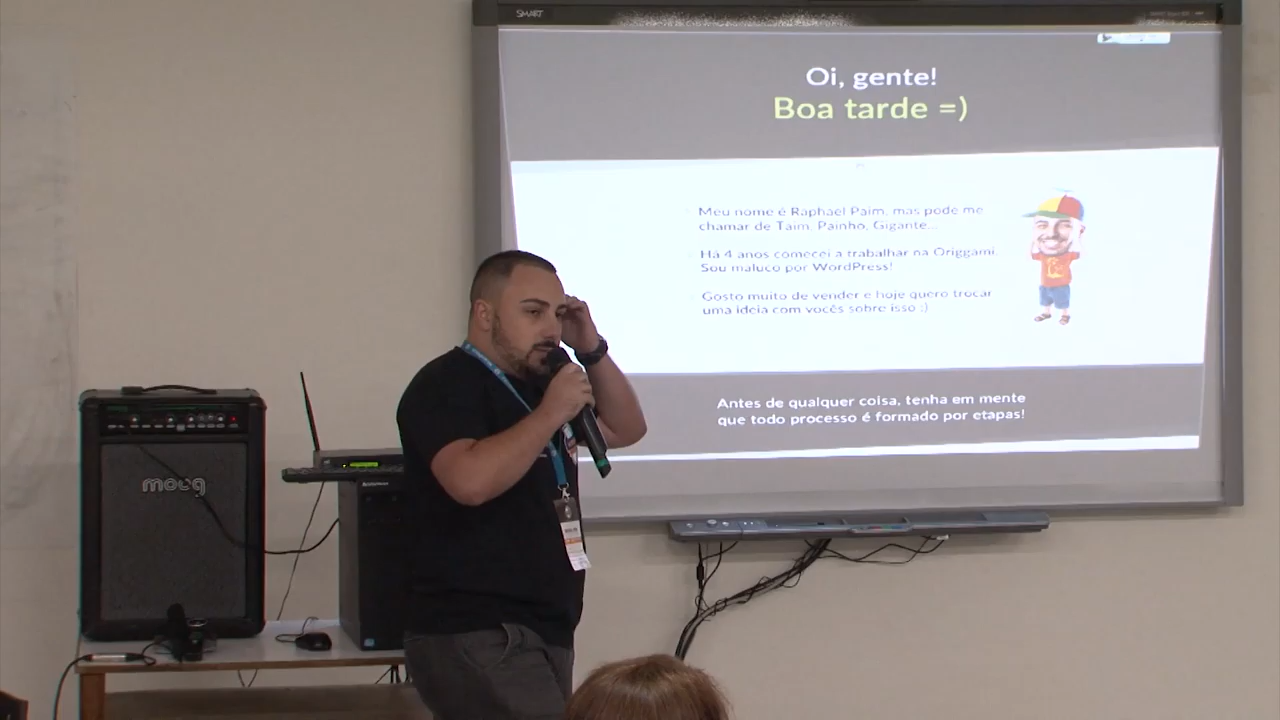 SMART
Oi, gente!
Boa tarde =)
Meu nome é Raphael Paim, mas pode me
chamar de Taim, Painho, Gigante...
Há 4 anos comecei a trabalhar na Origgami.
Sou maluco por WordPress!
Gosto muito de vender e hoje quero trocar
uma ideia com vocês sobre isso :)
Antes de qualquer coisa, tenha em mente
que todo processo é formado por etapas!
moog